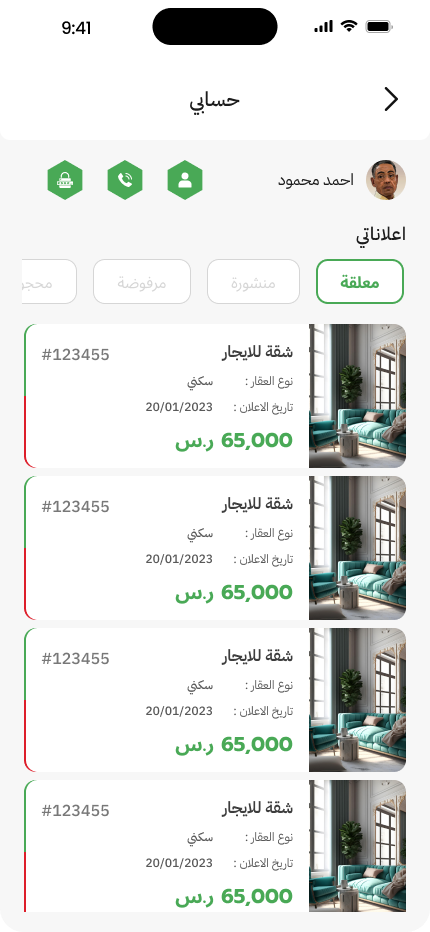 9:41
حسابي
احمد محمود
اعلاناتي
معلقة منشورة مرفوضة محجو
شقة للايجار #123455
نوع العقار : سكني
تاريخ الاعلان : 20/01/2023
65,000 ر.س
شقة للايجار #123455
نوع العقار : سكني
تاريخ الاعلان : 20/01/2023
65,000 ر.س
شقة للايجار #123455
نوع العقار : سكني
تاريخ الاعلان : 20/01/2023
65,000 ر.س
شقة للايجار #123455
نوع العقار : سكني
تاريخ الاعلان : 20/01/2023
65,000 ر.س